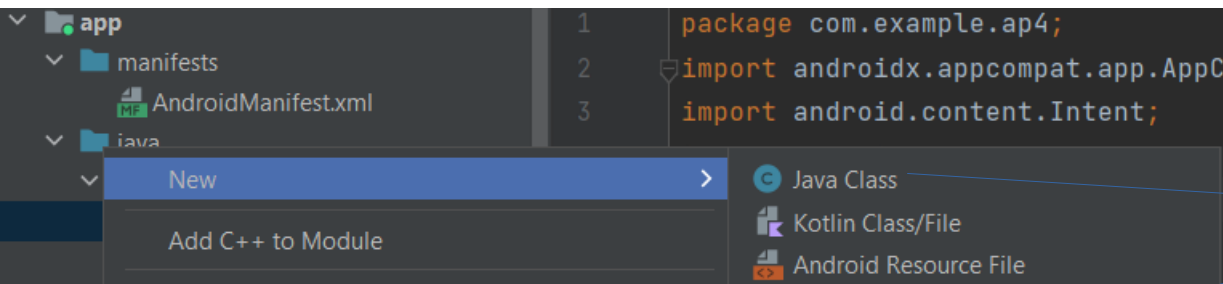 app
manifests
MF AndroidManifest.xml
java
New
Add C++ to Module
C Java Class
Kotlin Class/File
Android Resource File
1 package com.example.ap4;
2 import androidx.appcompat.app.AppC
3 import android.content.Intent;